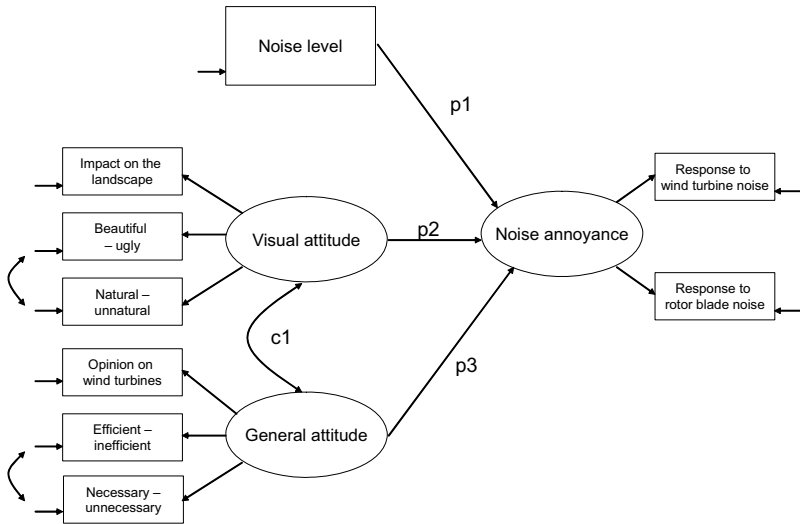 Noise level
p1
Impact on the
landscape
Beautiful
– ugly
Natural –
unnatural
Visual attitude
p2
Noise annoyance
Response to
wind turbine noise
Response to
rotor blade noise
c1
p3
Opinion on
wind turbines
Efficient –
inefficient
Necessary –
unnecessary
General attitude